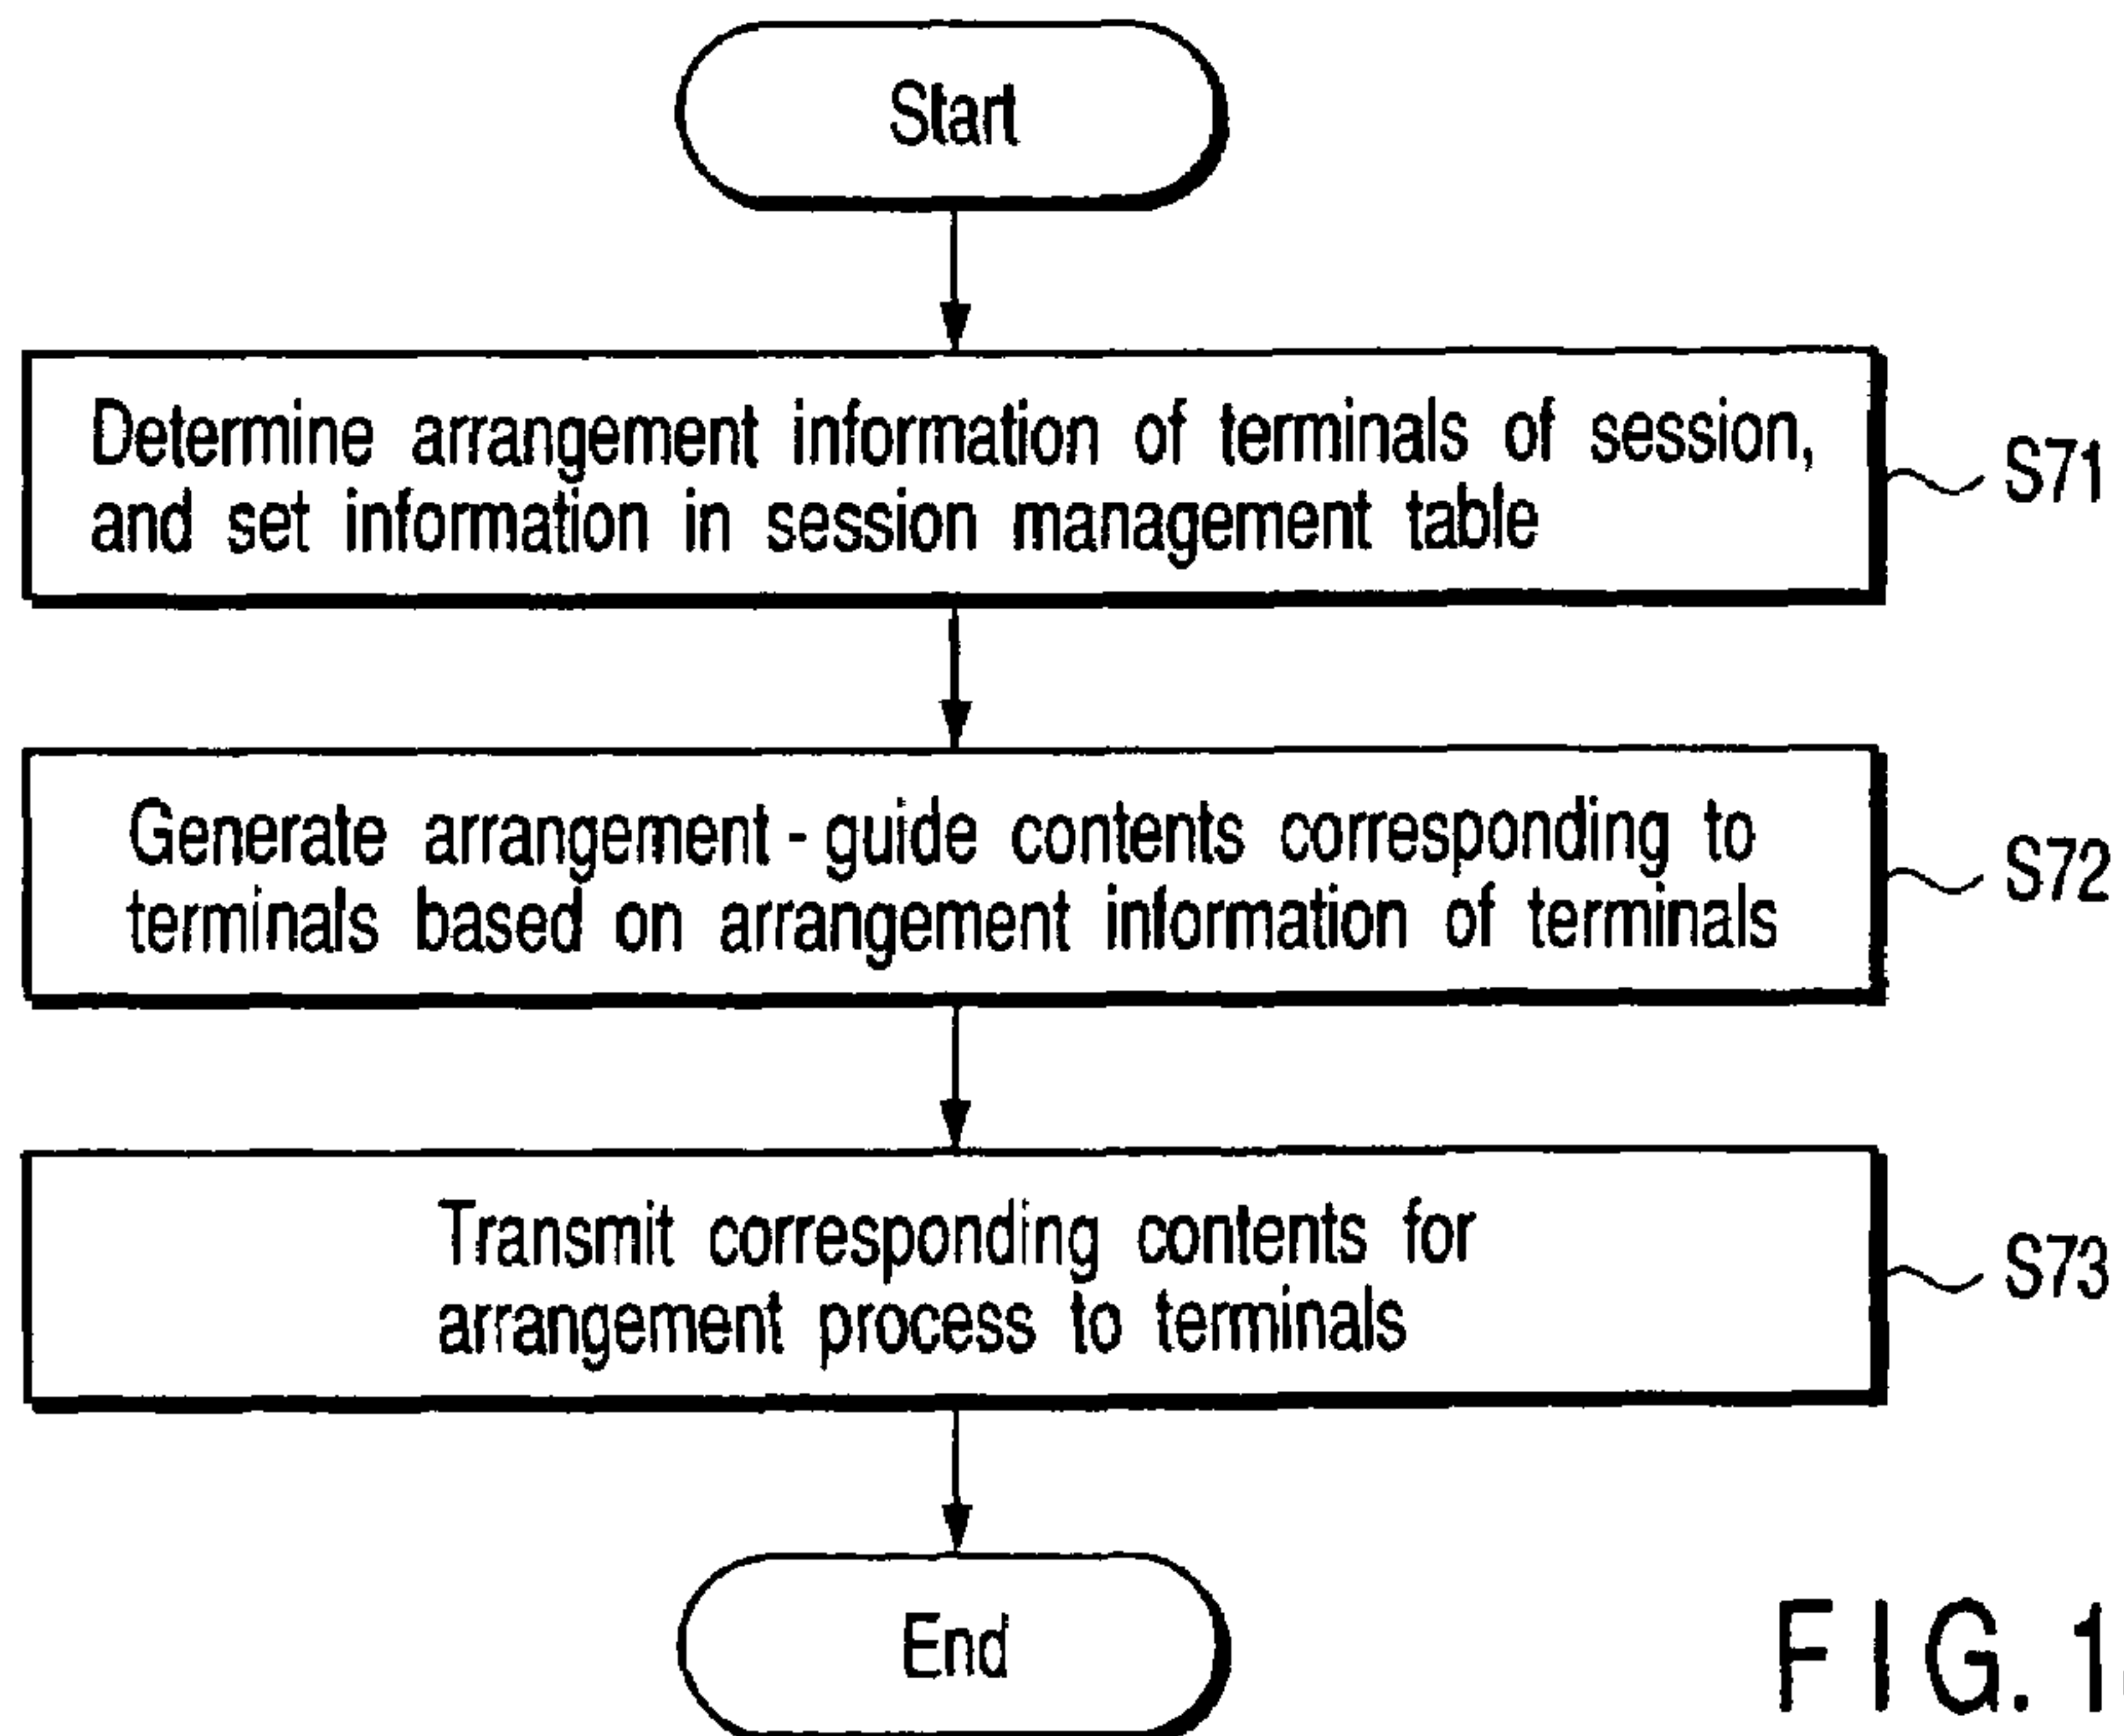 Start
Determine arrangement information of terminals of session,
and set information in session management table
S71
Generate arrangement-guide contents corresponding to
terminals based on arrangement information of terminals
S72
Transmit corresponding contents for
arrangement process to terminals
S73
End
FIG. 1